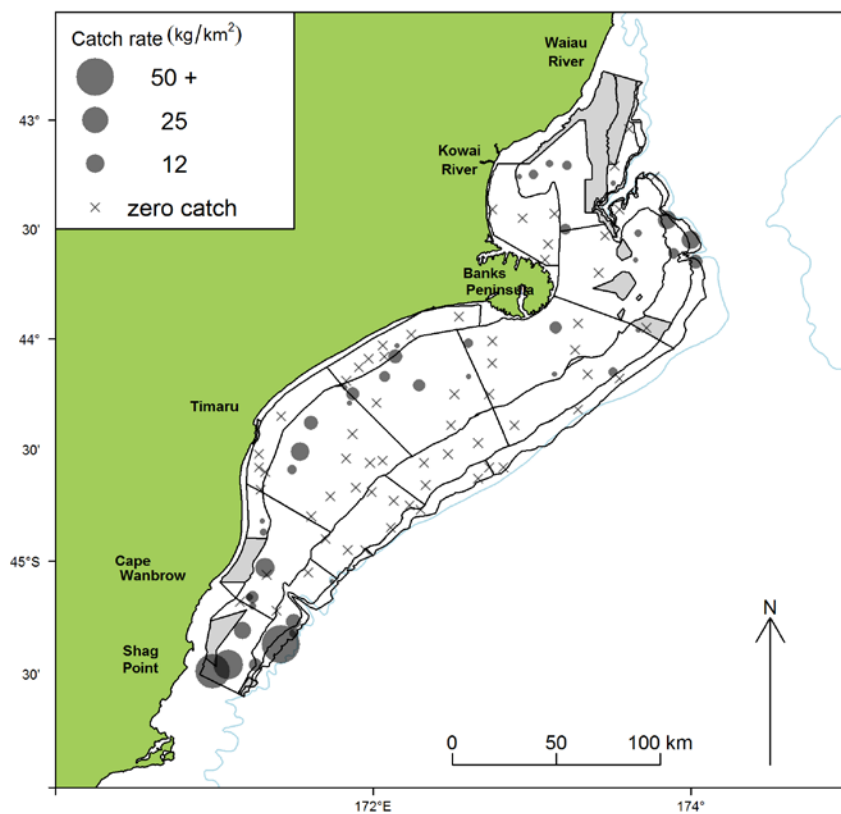 Catch rate (kg/km²)
50 +
25
12
× zero catch
Waiau
River
43°
Kowai
River
30'
Banks
Peninsula
44°
Timaru
30'
45°S
Cape
Wanbrow
N
Shag
Point
30'
0 50 100 km
172°E 174°